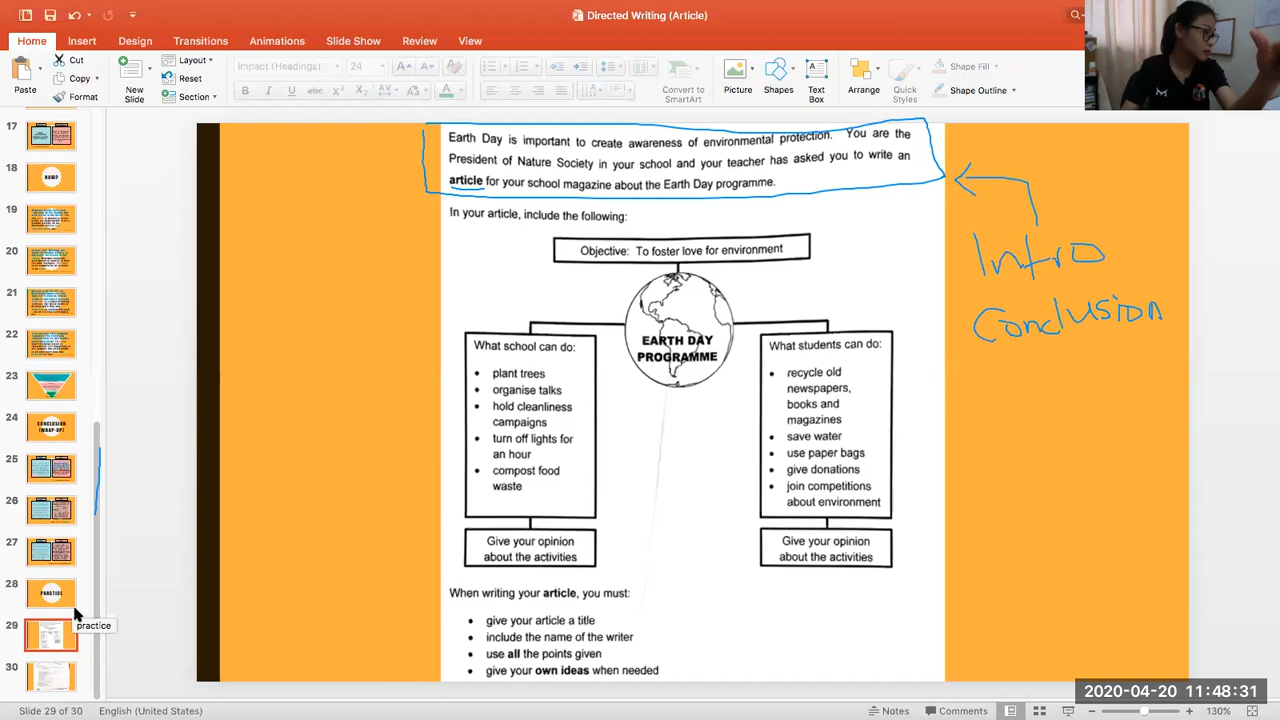 Directed Writing (Article)
Home Insert Design Transitions Animations Slide Show Review View
Paste
Cut
Copy
Format
New
Slide
Layout
Reset
Section
Impact (Headings) 24
Convert to
SmartArt
Picture
Shapes
Text
Box
Arrange
Quick
Styles
Shape Fill
Shape Outline
17
18
19
20
21
22
23
24
CONCLUSION
(WRAP-UP)
25
26
27
28
PRACTICE
practice
29
30
Earth Day is important to create awareness of environmental protection. You are the
President of Nature Society in your school and your teacher has asked you to write an
article for your school magazine about the Earth Day programme.
In your article, include the following:
Objective: To foster love for environment
EARTH DAY
PROGRAMME
What school can do:
• plant trees
• organise talks
• hold cleanliness
campaigns
• turn off lights for
an hour
• compost food
waste
Give your opinion
about the activities
What students can do:
• recycle old
newspapers,
books and
magazines
• save water
• use paper bags
• give donations
• join competitions
about environment
Give your opinion
about the activities
When writing your article, you must:
• give your article a title
• include the name of the writer
• use all the points given
• give your own ideas when needed
Intro
Conclusion
2020-04-20 11:48:31
Slide 29 of 30
English (United States)
Notes
Comments
130%